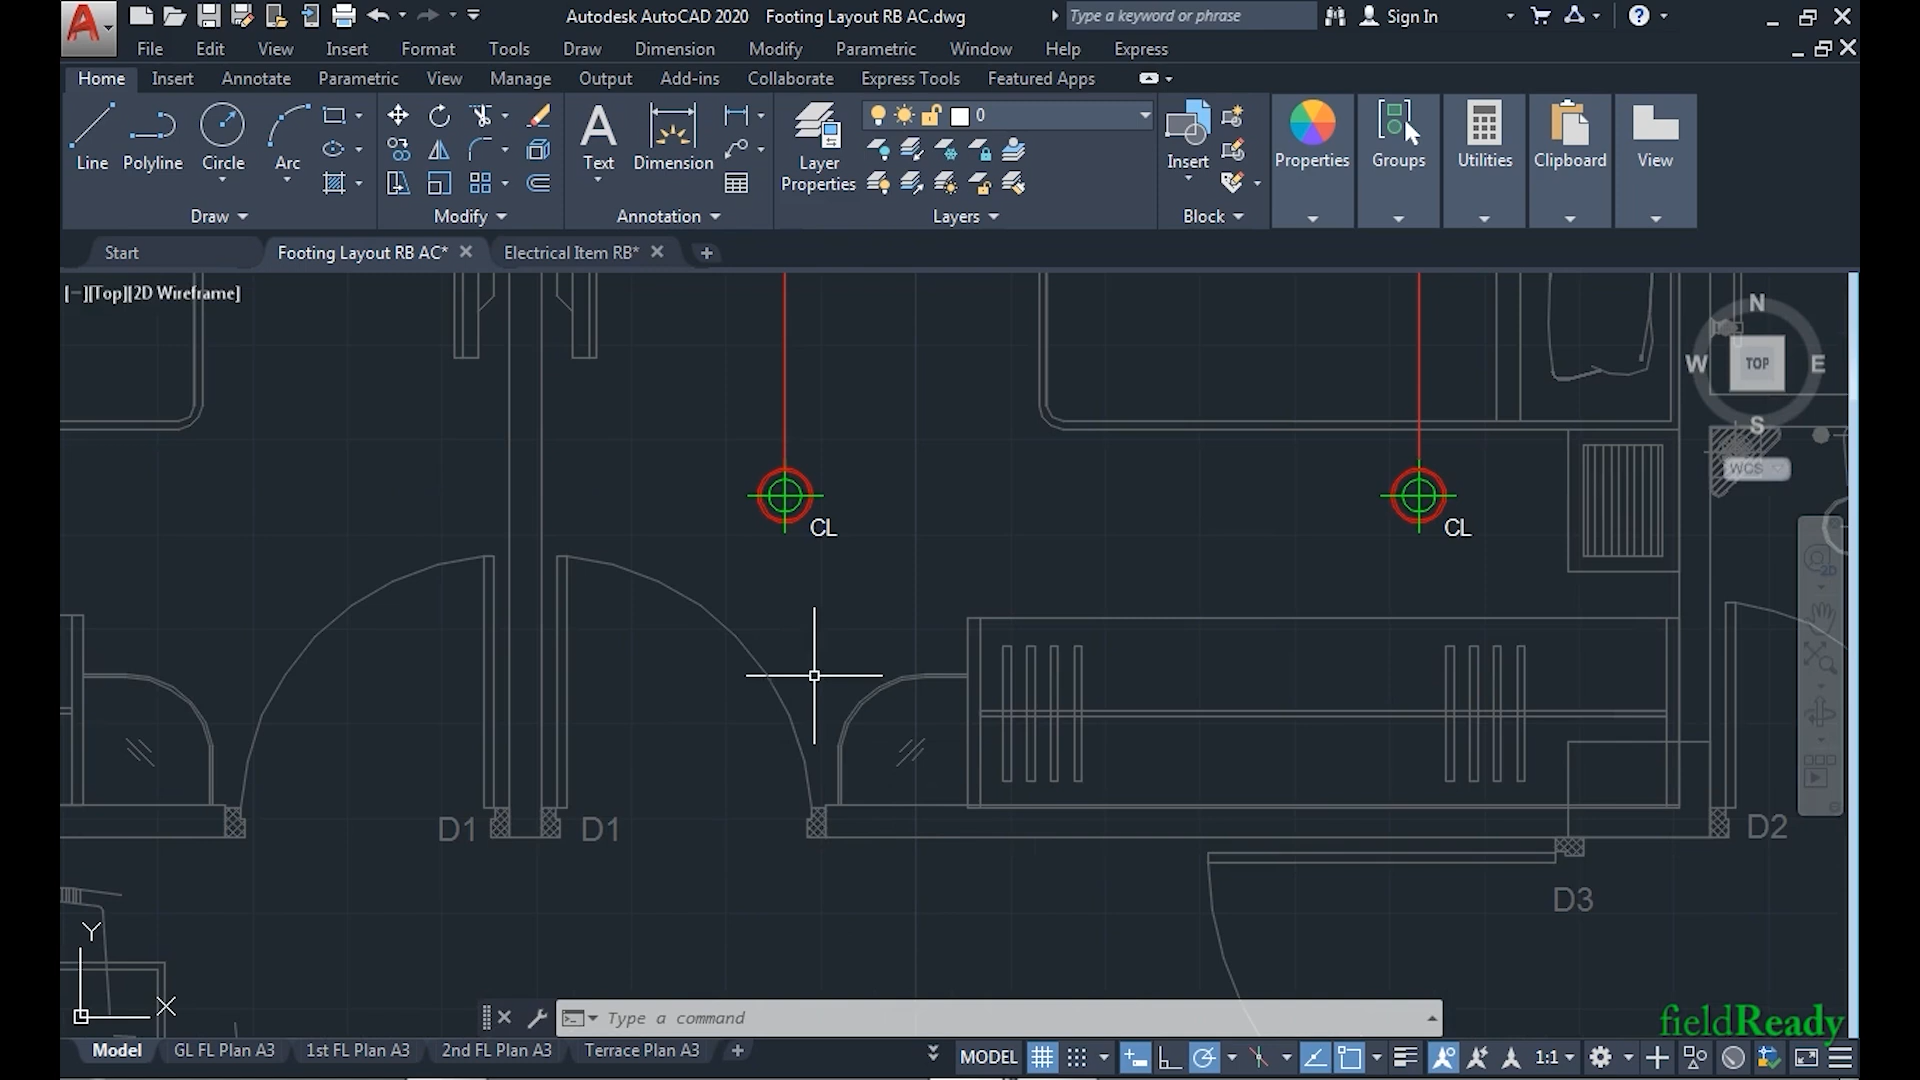 Autodesk AutoCAD 2020 Footing Layout RB AC.dwg
Type a keyword or phrase
Sign In
File Edit View Insert Format Tools Draw Dimension Modify Parametric Window Help Express
Home Insert Annotate Parametric View Manage Output Add-ins Collaborate Express Tools Featured Apps
0
Line Polyline Circle Arc
Text Dimension
Layer Properties
Insert
Properties Groups Utilities Clipboard View
Draw Modify Annotation Layers Block
Start Footing Layout RB AC* Electrical Item RB*
[−][Top][2D Wireframe]
N
W TOP E
S
WCS
CL CL
2D
D1 D1 D2
D3
Y
X
Type a command
fieldReady
Model GL FL Plan A3 1st FL Plan A3 2nd FL Plan A3 Terrace Plan A3
MODEL 1:1